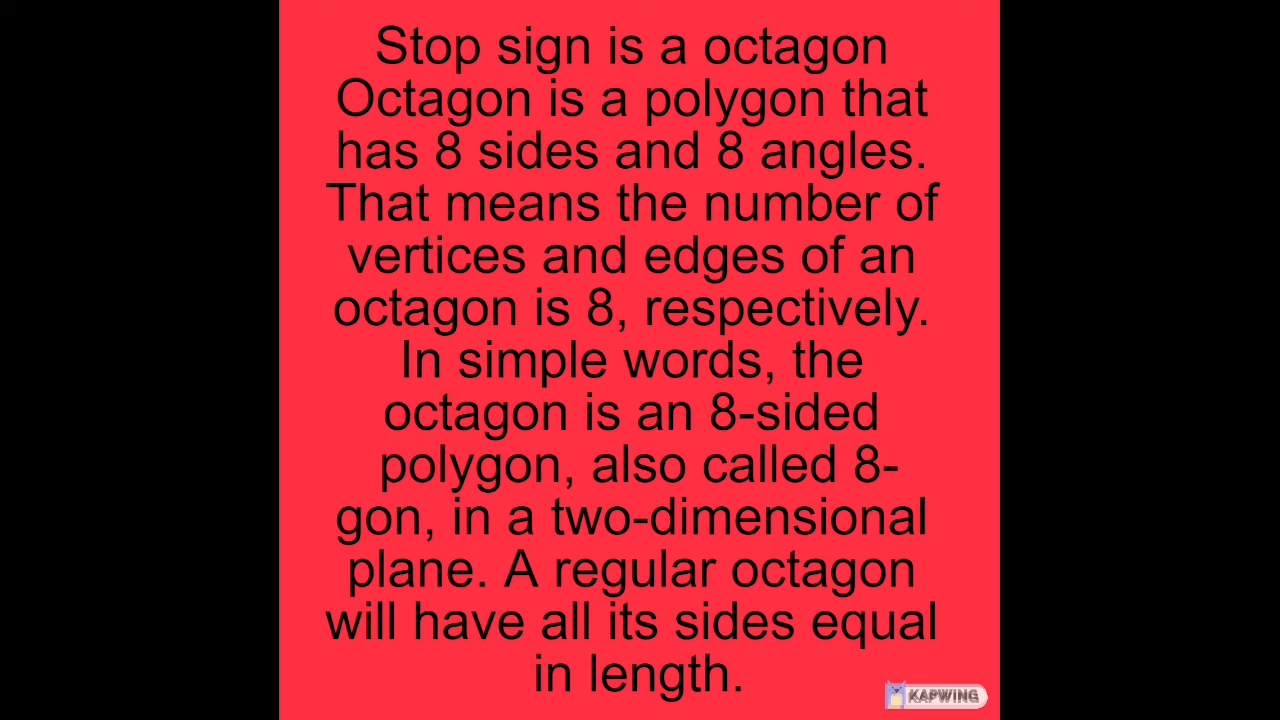 Stop sign is a octagon
Octagon is a polygon that
has 8 sides and 8 angles.
That means the number of
vertices and edges of an
octagon is 8, respectively.
In simple words, the
octagon is an 8-sided
polygon, also called 8-
gon, in a two-dimensional
plane. A regular octagon
will have all its sides equal
in length.
KAPWING